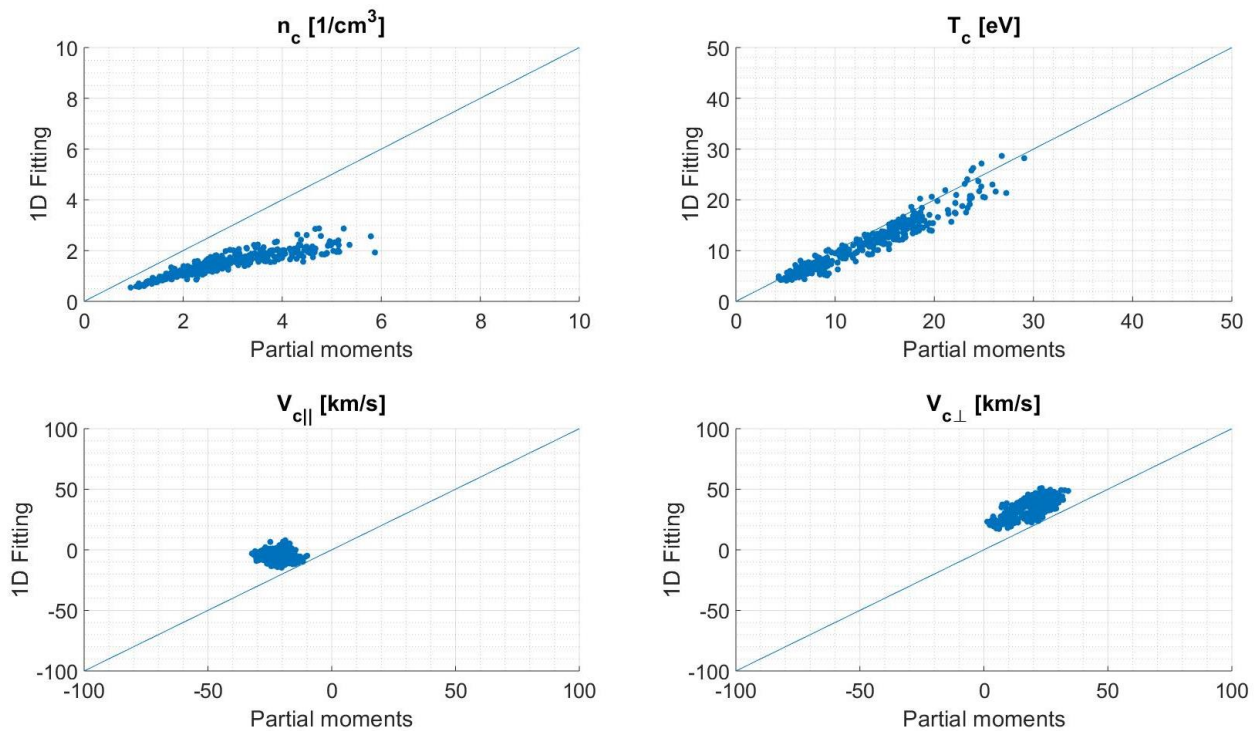 n_c [1/cm^3]
10
8
6
4
2
0
1D Fitting
0 2 4 6 8 10
Partial moments
T_c [eV]
50
40
30
20
10
0
1D Fitting
0 10 20 30 40 50
Partial moments
V_c|| [km/s]
100
50
0
-50
-100
1D Fitting
-100 -50 0 50 100
Partial moments
V_c⊥ [km/s]
100
50
0
-50
-100
1D Fitting
-100 -50 0 50 100
Partial moments